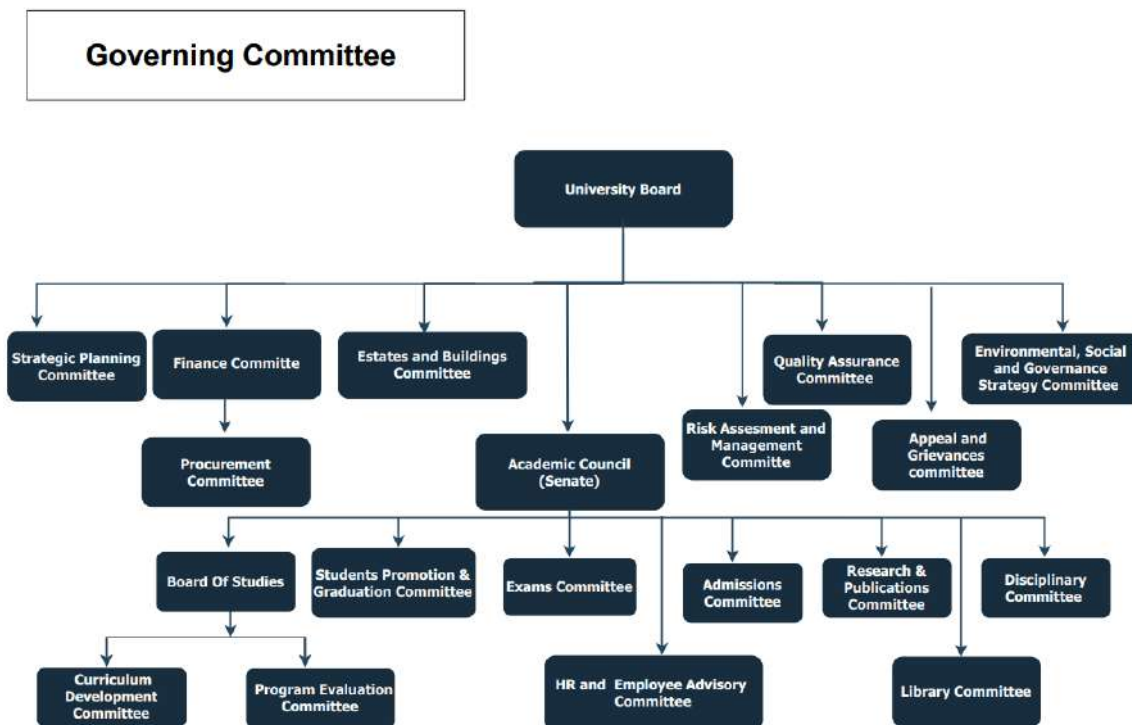 Governing Committee
University Board
Strategic Planning
Committee
Finance Committe
Estates and Buildings
Committee
Quality Assurance
Committee
Environmental, Social
and Governance
Strategy Committee
Procurement
Committee
Academic Council
(Senate)
Risk Assesment and
Management
Committe
Appeal and
Grievances
committee
Board Of Studies
Students Promotion &
Graduation Committee
Exams Committee
Admissions
Committee
Research &
Publications
Committee
Disciplinary
Committee
Curriculum
Development
Committee
Program Evaluation
Committee
HR and Employee Advisory
Committee
Library Committee